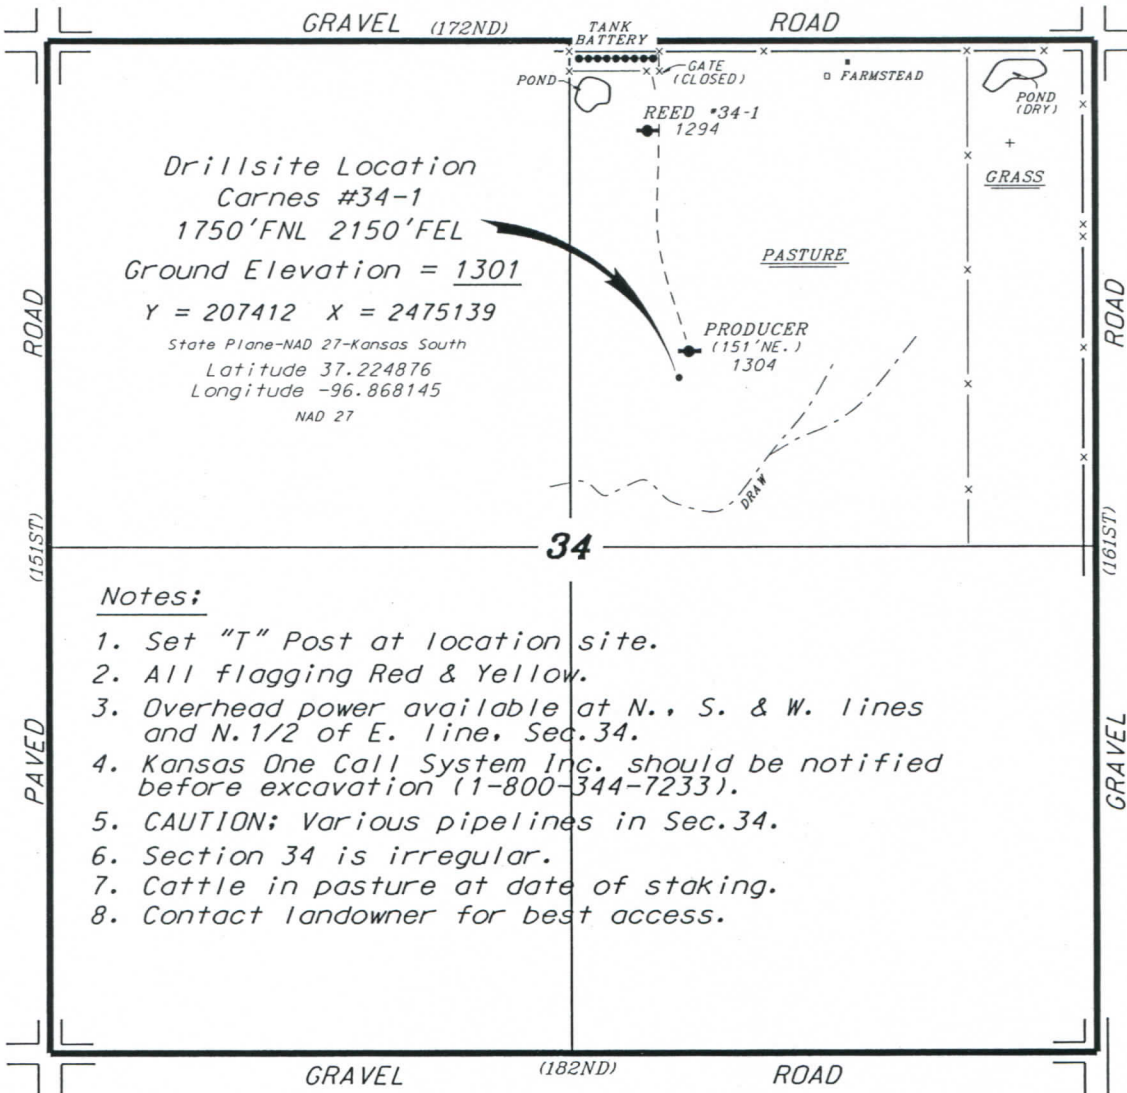 GRAVEL (172ND) ROAD
TANK
BATTERY
GATE
(CLOSED)
FARMSTEAD
POND
POND
(DRY)
REED #34-1
1294
GRASS
Drillsite Location
Carnes #34-1
1750'FNL 2150'FEL
Ground Elevation = 1301
Y = 207412 X = 2475139
State Plane-NAD 27-Kansas South
Latitude 37.224876
Longitude -96.868145
NAD 27
PASTURE
PRODUCER
(151'NE.)
1304
DRAW
34
PAVED (151ST) ROAD
GRAVEL (161ST) ROAD
Notes:
1. Set "T" Post at location site.
2. All flagging Red & Yellow.
3. Overhead power available at N., S. & W. lines
and N.1/2 of E. line, Sec.34.
4. Kansas One Call System Inc. should be notified
before excavation (1-800-344-7233).
5. CAUTION: Various pipelines in Sec.34.
6. Section 34 is irregular.
7. Cattle in pasture at date of staking.
8. Contact landowner for best access.
GRAVEL (182ND) ROAD